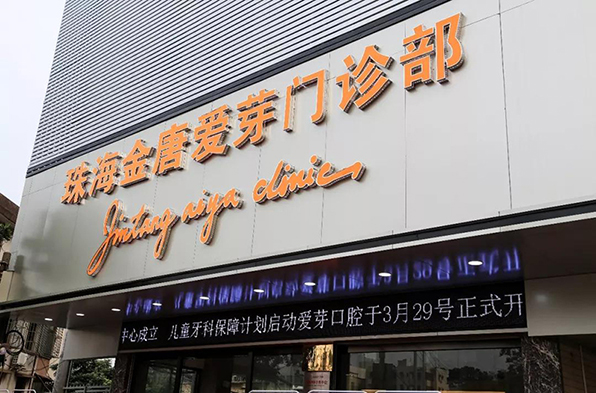 珠海金唐爱芽门诊部
Jintang aiya clinic
中心成立 儿童牙科保障计划启动爱芽口腔于3月29号正式开